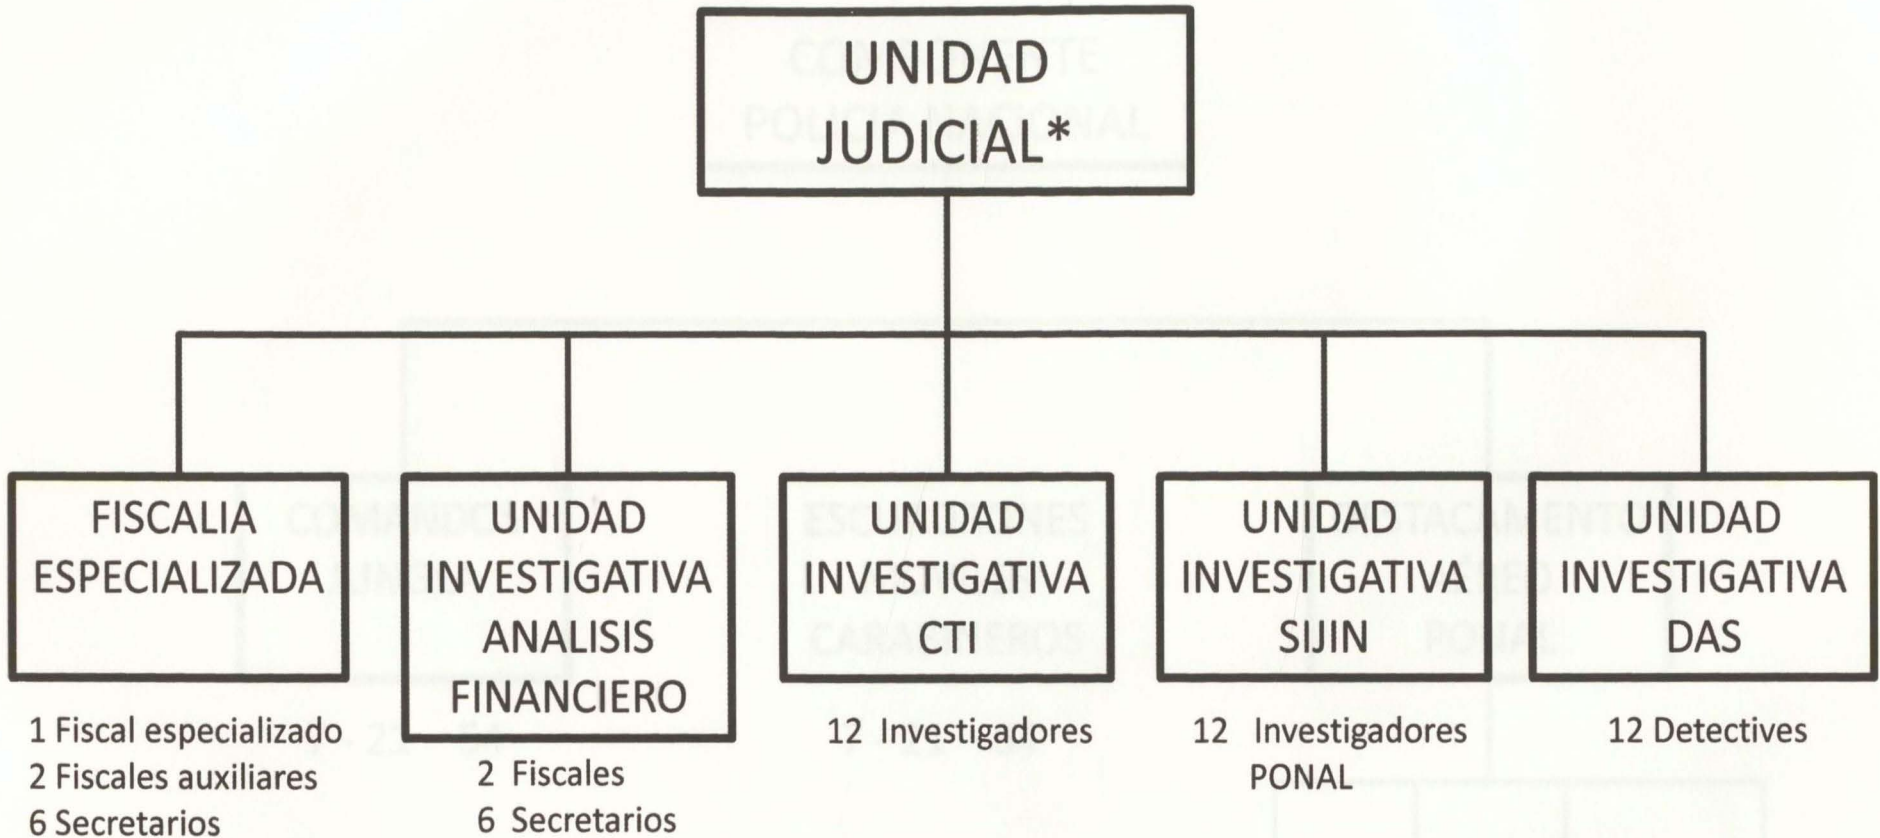 UNIDAD
JUDICIAL*
FISCALIA
ESPECIALIZADA
1 Fiscal especializado
2 Fiscales auxiliares
6 Secretarios
UNIDAD
INVESTIGATIVA
ANALISIS
FINANCIERO
2 Fiscales
6 Secretarios
UNIDAD
INVESTIGATIVA
CTI
12 Investigadores
UNIDAD
INVESTIGATIVA
SIJIN
12 Investigadores
PONAL
UNIDAD
INVESTIGATIVA
DAS
12 Detectives